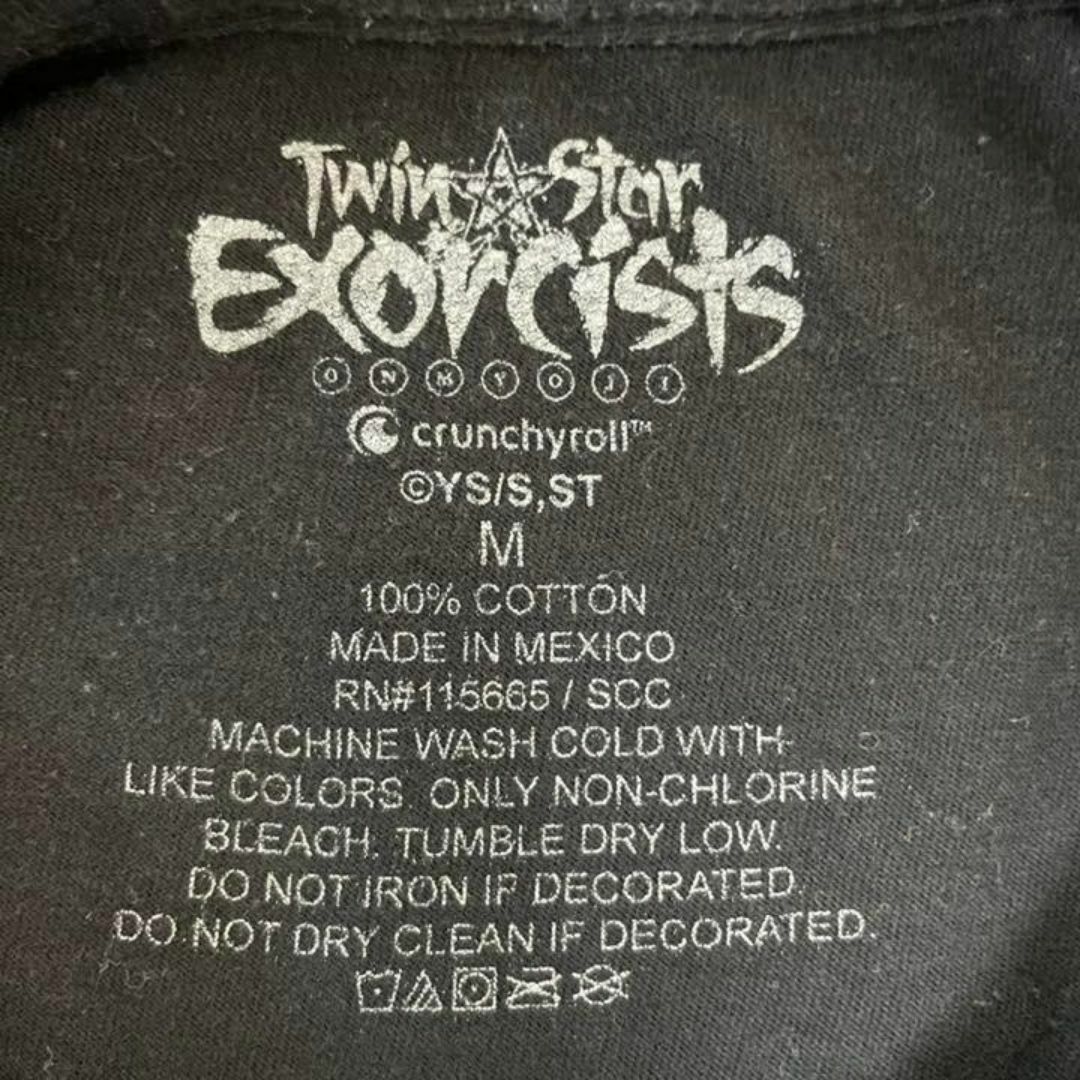 Twin Star
Exorcists
ONMYOJI
crunchyroll™
©YS/S,ST
M
100% COTTON
MADE IN MEXICO
RN#115665 / SCC
MACHINE WASH COLD WITH
LIKE COLORS. ONLY NON-CHLORINE
BLEACH. TUMBLE DRY LOW.
DO NOT IRON IF DECORATED.
DO NOT DRY CLEAN IF DECORATED.